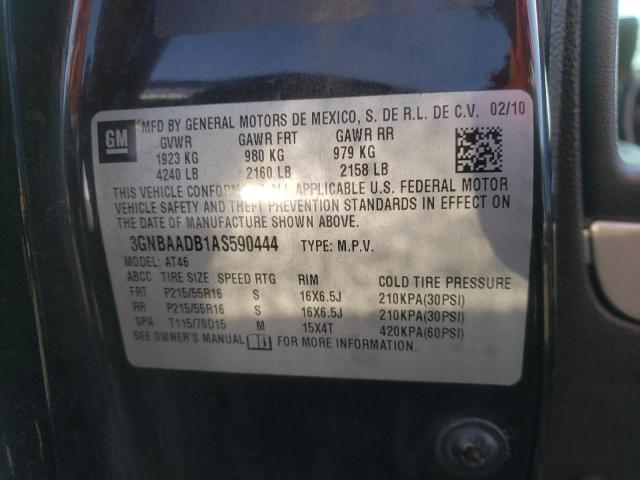 GM
MFD BY GENERAL MOTORS DE MEXICO, S. DE R.L. DE C.V. 02/10
GVWR GAWR FRT GAWR RR
1923 KG 980 KG 979 KG
4240 LB 2160 LB 2158 LB
THIS VEHICLE CONFORMS TO ALL APPLICABLE U.S. FEDERAL MOTOR
VEHICLE SAFETY AND THEFT PREVENTION STANDARDS IN EFFECT ON
THE DATE OF MANUFACTURE SHOWN ABOVE.
3GNBAADB1AS590444 TYPE: M.P.V.
MODEL: AT46
ABCC TIRE SIZE SPEED RTG RIM COLD TIRE PRESSURE
FRT P215/55R16 S 16X6.5J 210KPA(30PSI)
RR P215/55R16 S 16X6.5J 210KPA(30PSI)
SPA T115/70D15 M 15X4T 420KPA(60PSI)
SEE OWNER'S MANUAL FOR MORE INFORMATION.